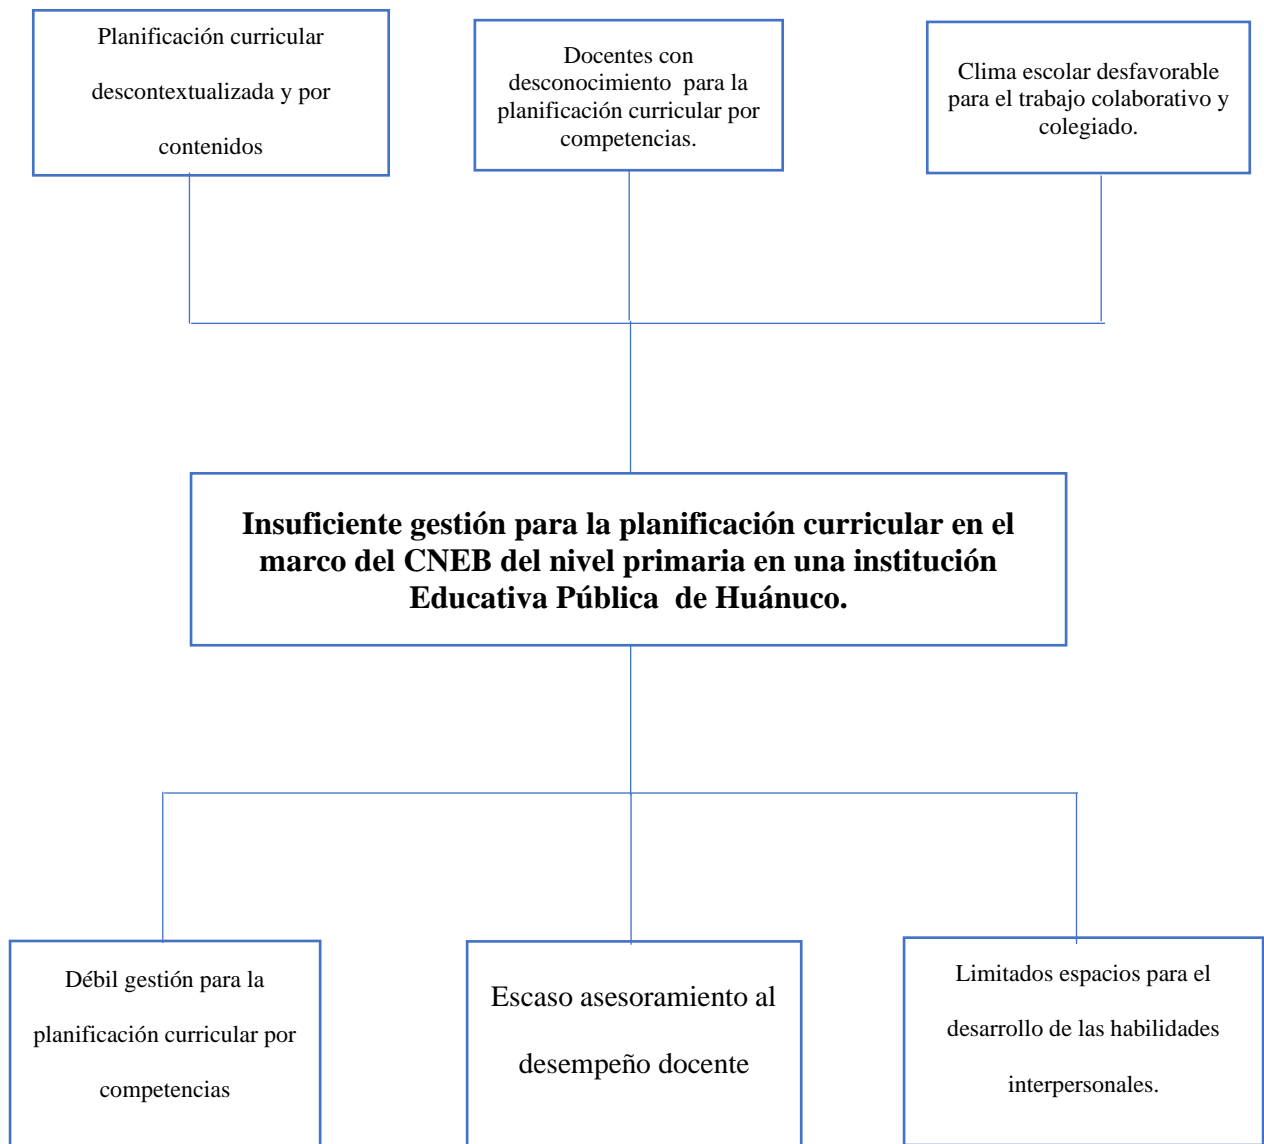 Planificación curricular
descontextualizada y por
contenidos
Docentes con
desconocimiento para la
planificación curricular por
competencias.
Clima escolar desfavorable
para el trabajo colaborativo y
colegiado.
Insuficiente gestión para la planificación curricular en el
marco del CNEB del nivel primaria en una institución
Educativa Pública de Huánuco.
Débil gestión para la
planificación curricular por
competencias
Escaso asesoramiento al
desempeño docente
Limitados espacios para el
desarrollo de las habilidades
interpersonales.